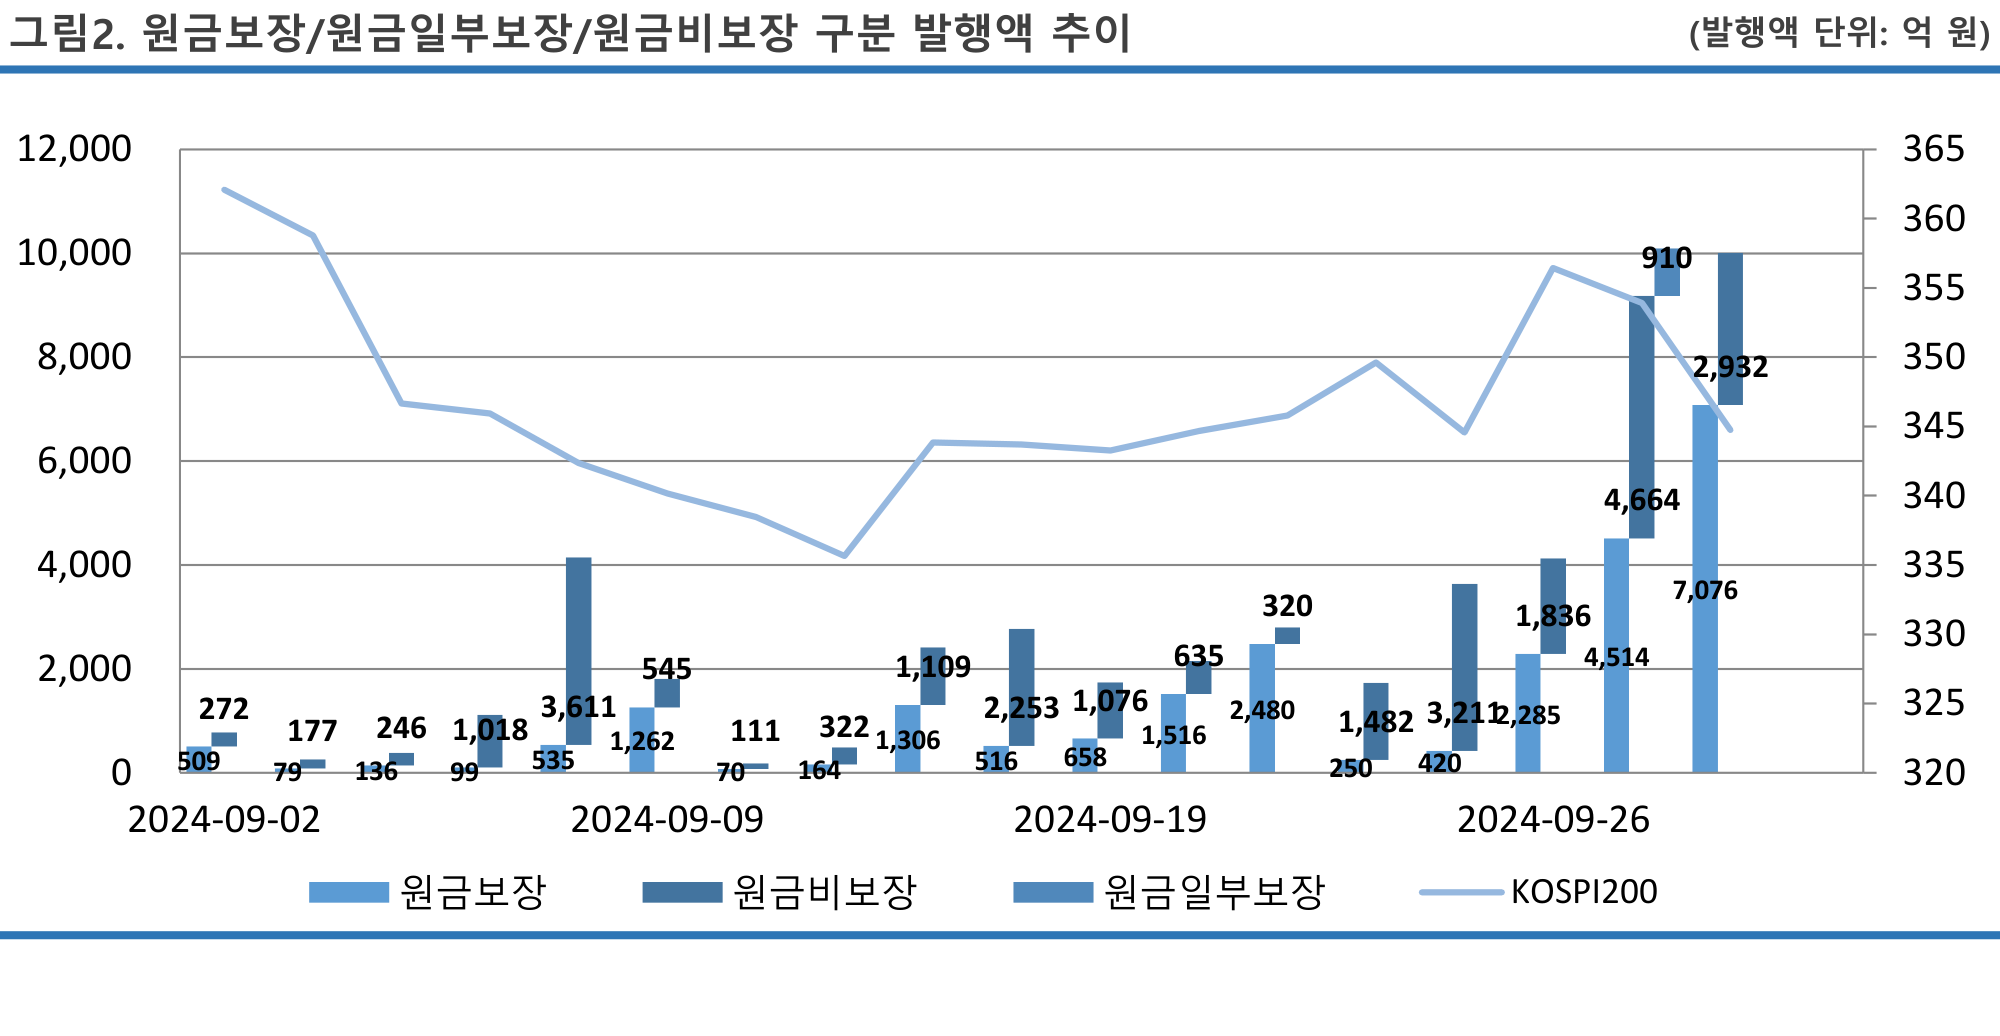 그림2. 원금보장/원금일부보장/원금비보장 구분 발행액 추이 (발행액 단위: 억 원)
12,000 365
360
10,000 910 355
8,000 2,932 350
345
6,000 4,664 340
4,000 7,076 335
320 1,836 330
2,000 545 1,109 635 4,514
272 177 246 1,018 3,611 1,262 111 322 1,306 2,253 1,076 1,516 2,480 1,482 3,211 2,285 325
509 79 136 99 535 70 164 516 658 250 420
0 320
2024-09-02 2024-09-09 2024-09-19 2024-09-26
원금보장 원금비보장 원금일부보장 KOSPI200